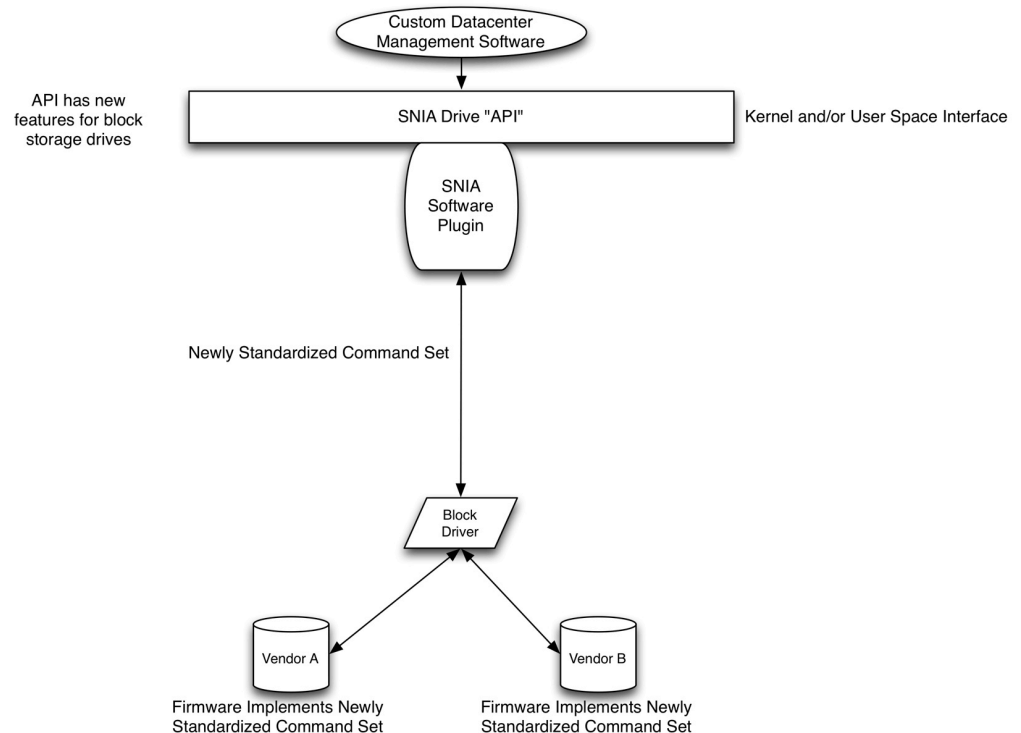 Custom Datacenter
Management Software
API has new
features for block
storage drives
SNIA Drive "API"
Kernel and/or User Space Interface
SNIA
Software
Plugin
Newly Standardized Command Set
Block
Driver
Vendor A
Vendor B
Firmware Implements Newly
Standardized Command Set
Firmware Implements Newly
Standardized Command Set